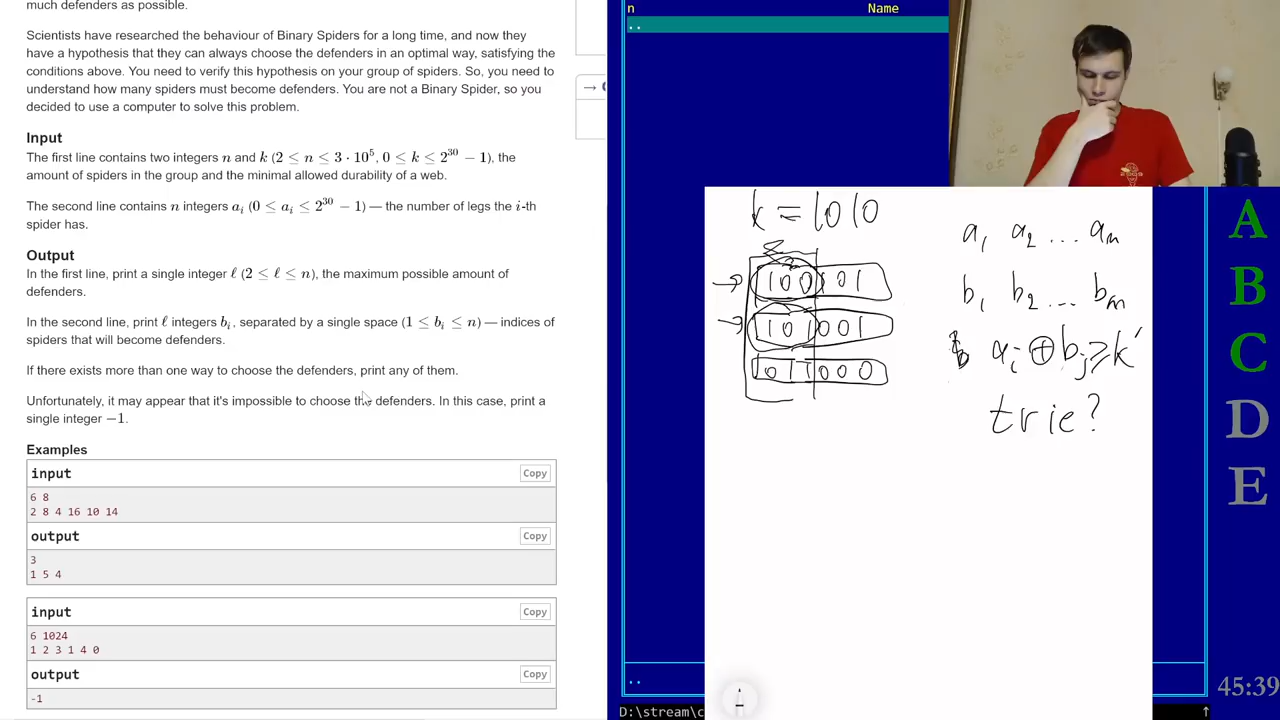 much defenders as possible.
Scientists have researched the behaviour of Binary Spiders for a long time, and now they
have a hypothesis that they can always choose the defenders in an optimal way, satisfying the
conditions above. You need to verify this hypothesis on your group of spiders. So, you need to
understand how many spiders must become defenders. You are not a Binary Spider, so you
decided to use a computer to solve this problem.
Input
The first line contains two integers n and k (2 ≤ n ≤ 3 · 10^5, 0 ≤ k ≤ 2^30 − 1), the
amount of spiders in the group and the minimal allowed durability of a web.
The second line contains n integers a_i (0 ≤ a_i ≤ 2^30 − 1) — the number of legs the i-th
spider has.
Output
In the first line, print a single integer ℓ (2 ≤ ℓ ≤ n), the maximum possible amount of
defenders.
In the second line, print ℓ integers b_i, separated by a single space (1 ≤ b_i ≤ n) — indices of
spiders that will become defenders.
If there exists more than one way to choose the defenders, print any of them.
Unfortunately, it may appear that it's impossible to choose the defenders. In this case, print a
single integer −1.
Examples
input
Copy
6 8
2 8 4 16 10 14
output
Copy
3
1 5 4
input
Copy
6 1024
1 2 3 1 4 0
output
Copy
-1
n Name
..
k = 1010
100101
101001
1011000
a1 a2 ... an
b1 b2 ... bm
ai ⊕ bj ≥ k'
trie?
..
D:\stream\c
A
B
C
D
E
45:39